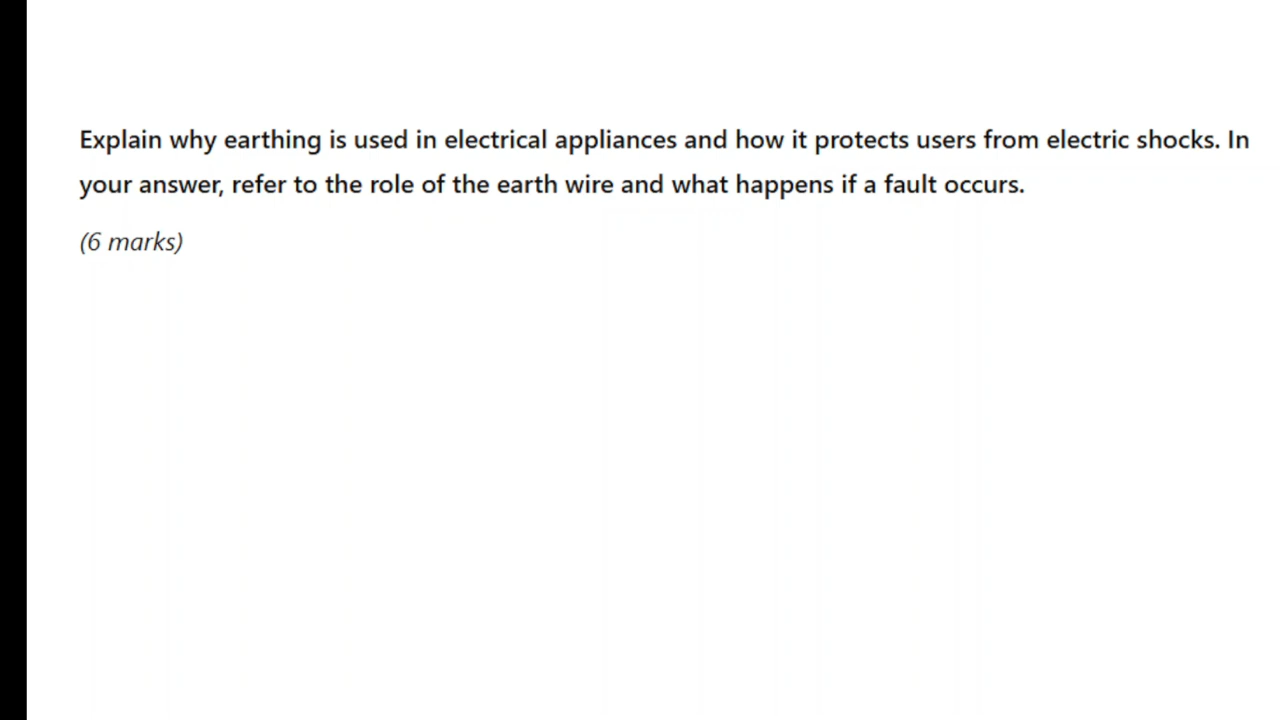 Explain why earthing is used in electrical appliances and how it protects users from electric shocks. In
your answer, refer to the role of the earth wire and what happens if a fault occurs.
(6 marks)